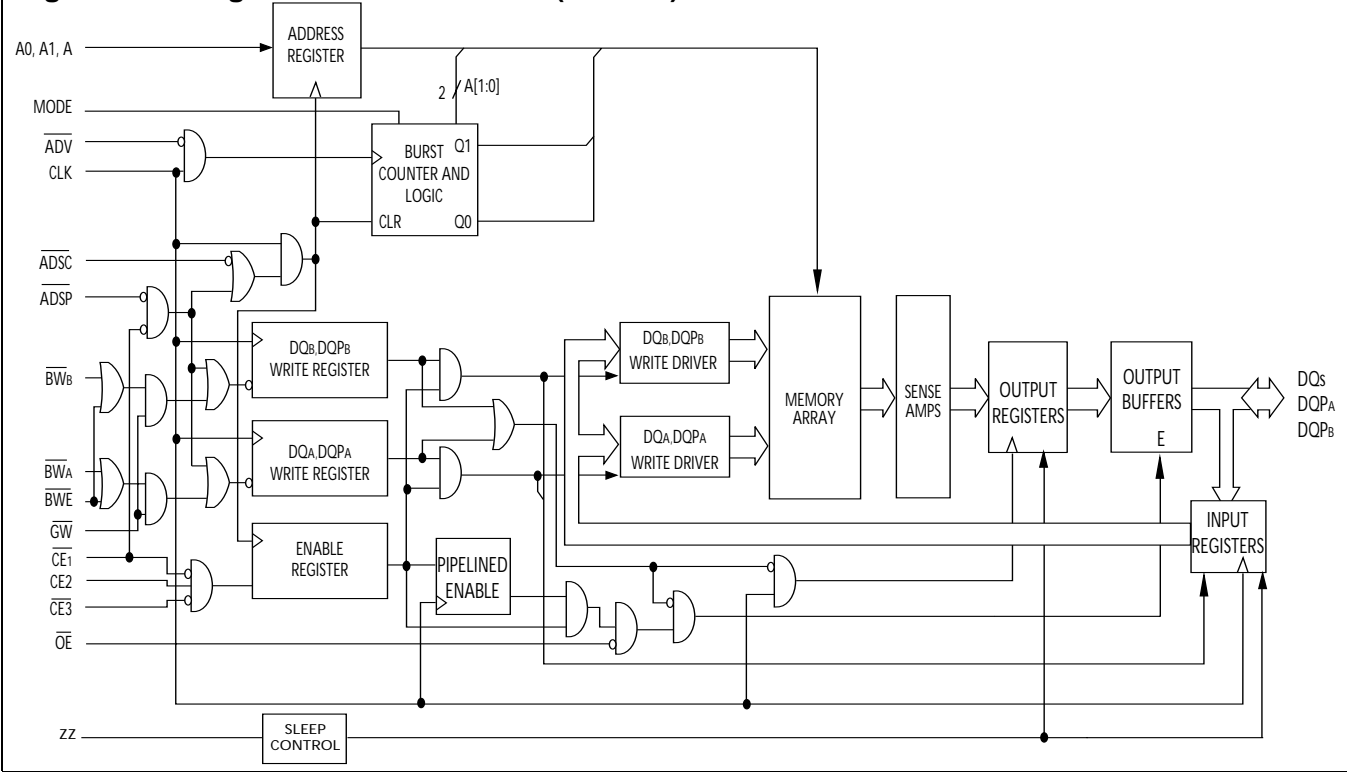 A0, A1, A
ADDRESS
REGISTER
2
A[1:0]
MODE
ADV
CLK
BURST
COUNTER AND
LOGIC
Q1
CLR
Q0
ADSC
ADSP
DQB,DQPB
WRITE REGISTER
DQB,DQPB
WRITE DRIVER
BWB
MEMORY
ARRAY
SENSE
AMPS
OUTPUT
REGISTERS
OUTPUT
BUFFERS
E
DQs
DQPA
DQPB
DQA,DQPA
WRITE REGISTER
DQA,DQPA
WRITE DRIVER
BWA
BWE
GW
CE1
CE2
CE3
ENABLE
REGISTER
PIPELINED
ENABLE
INPUT
REGISTERS
OE
ZZ
SLEEP
CONTROL